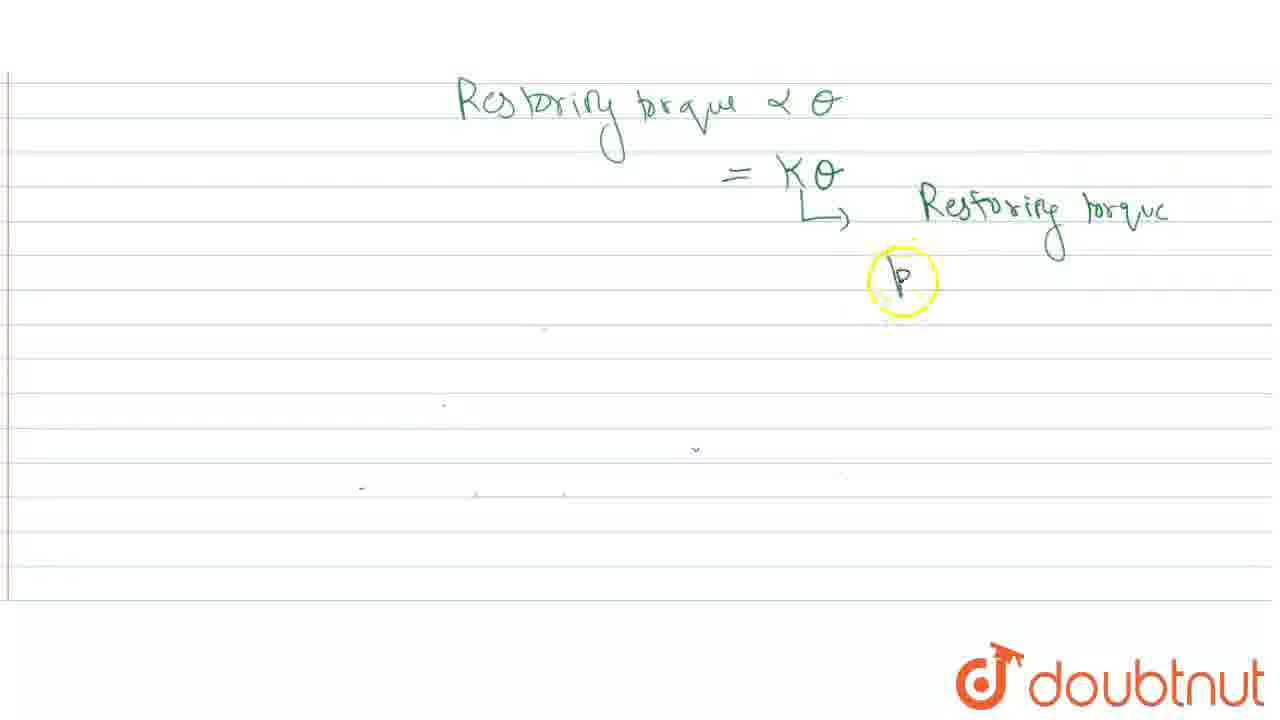 Restoring torque ∝ θ
= Kθ
Restoring torque
p
doubtnut